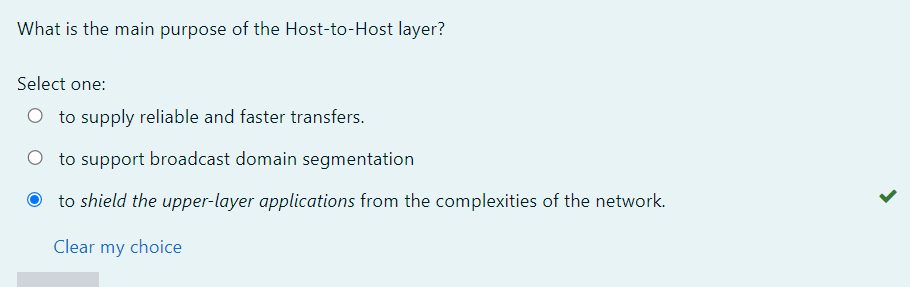 What is the main purpose of the Host-to-Host layer?
Select one:
to supply reliable and faster transfers.
to support broadcast domain segmentation
to shield the upper-layer applications from the complexities of the network.
Clear my choice